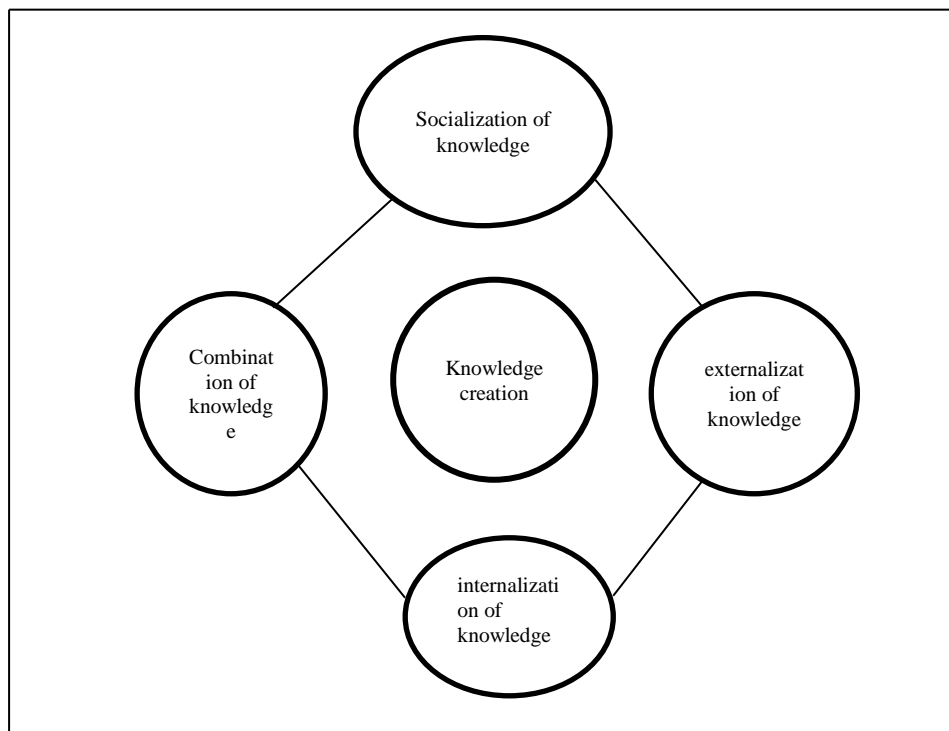 Socialization of
knowledge
Combinat
ion of
knowledg
e
Knowledge
creation
externalizat
ion of
knowledge
internalizati
on of
knowledge